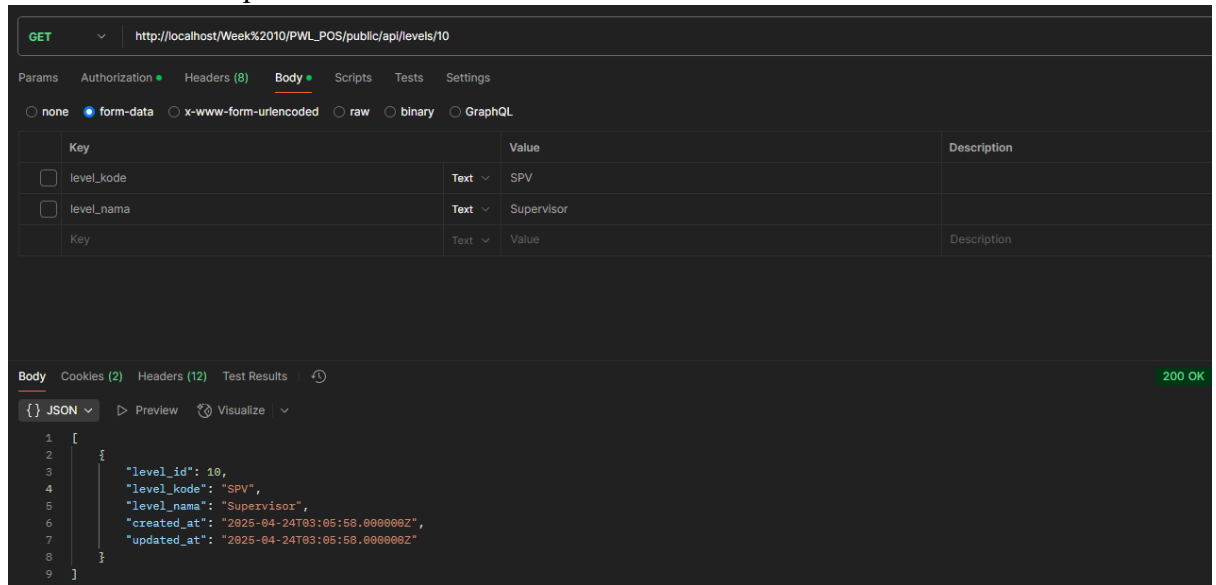 GET http://localhost/Week%2010/PWL_POS/public/api/levels/10
Params Authorization Headers (8) Body Scripts Tests Settings
none form-data x-www-form-urlencoded raw binary GraphQL
Key Value Description
level_kode Text SPV
level_nama Text Supervisor
Key Text Value Description
Body Cookies (2) Headers (12) Test Results 200 OK
{} JSON Preview Visualize
1 [
2 {
3 "level_id": 10,
4 "level_kode": "SPV",
5 "level_nama": "Supervisor",
6 "created_at": "2025-04-24T03:05:58.000000Z",
7 "updated_at": "2025-04-24T03:05:58.000000Z"
8 }
9 ]